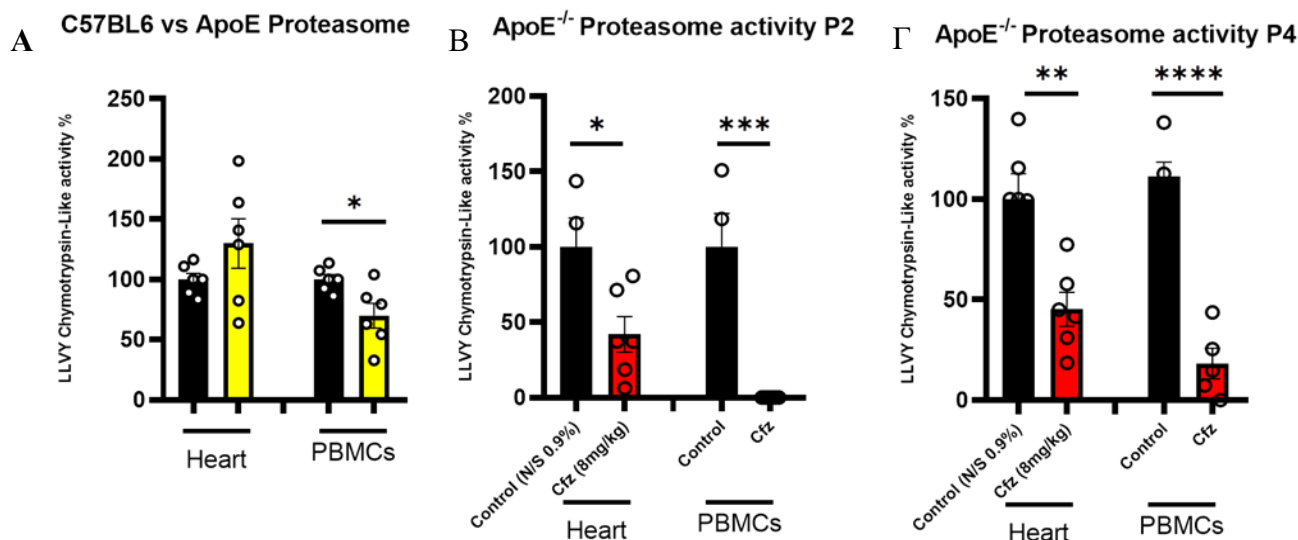 A
C57BL6 vs ApoE Proteasome
LLVY Chymotrypsin-Like activity %
250
200
150
100
50
0
*
Heart
PBMCs
B
ApoE-/- Proteasome activity P2
LLVY Chymotrypsin-Like activity %
200
150
100
50
0
*
***
Control (N/S 0.9%)
Cfz (8mg/kg)
Control
Cfz
Heart
PBMCs
Γ
ApoE-/- Proteasome activity P4
LLVY Chymotrypsin-Like activity %
150
100
50
0
**
****
Control (N/S 0.9%)
Cfz (8mg/kg)
Control
Cfz
Heart
PBMCs